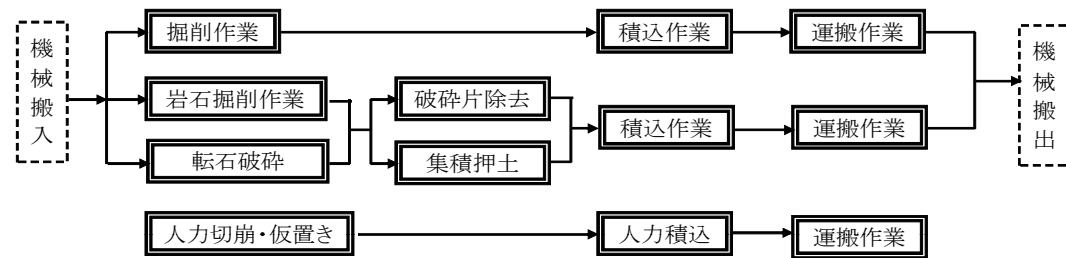 機械搬入
掘削作業
積込作業
運搬作業
機械搬出
岩石掘削作業
破砕片除去
積込作業
運搬作業
転石破砕
集積押土
人力切崩・仮置き
人力積込
運搬作業